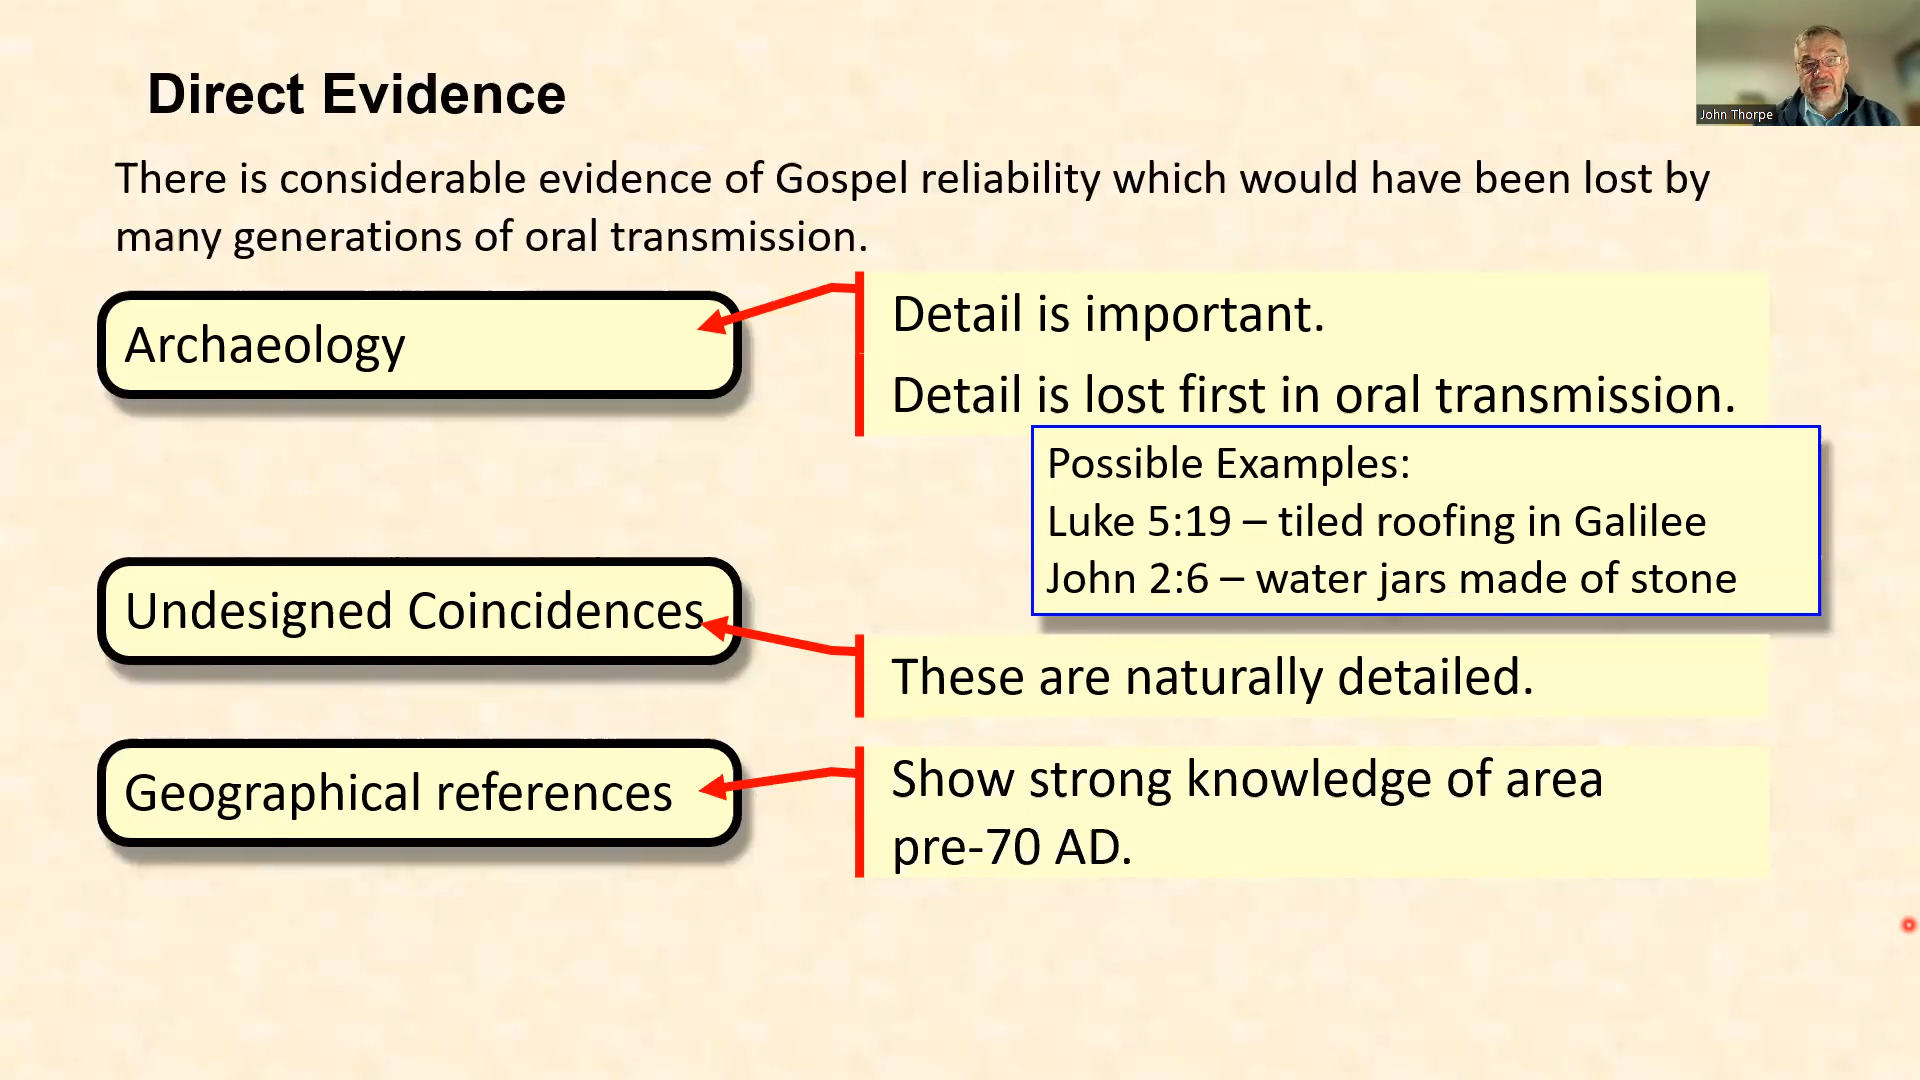 Direct Evidence
John Thorpe
There is considerable evidence of Gospel reliability which would have been lost by
many generations of oral transmission.
Archaeology
Detail is important.
Detail is lost first in oral transmission.
Possible Examples:
Luke 5:19 – tiled roofing in Galilee
John 2:6 – water jars made of stone
Undesigned Coincidences
These are naturally detailed.
Geographical references
Show strong knowledge of area
pre-70 AD.